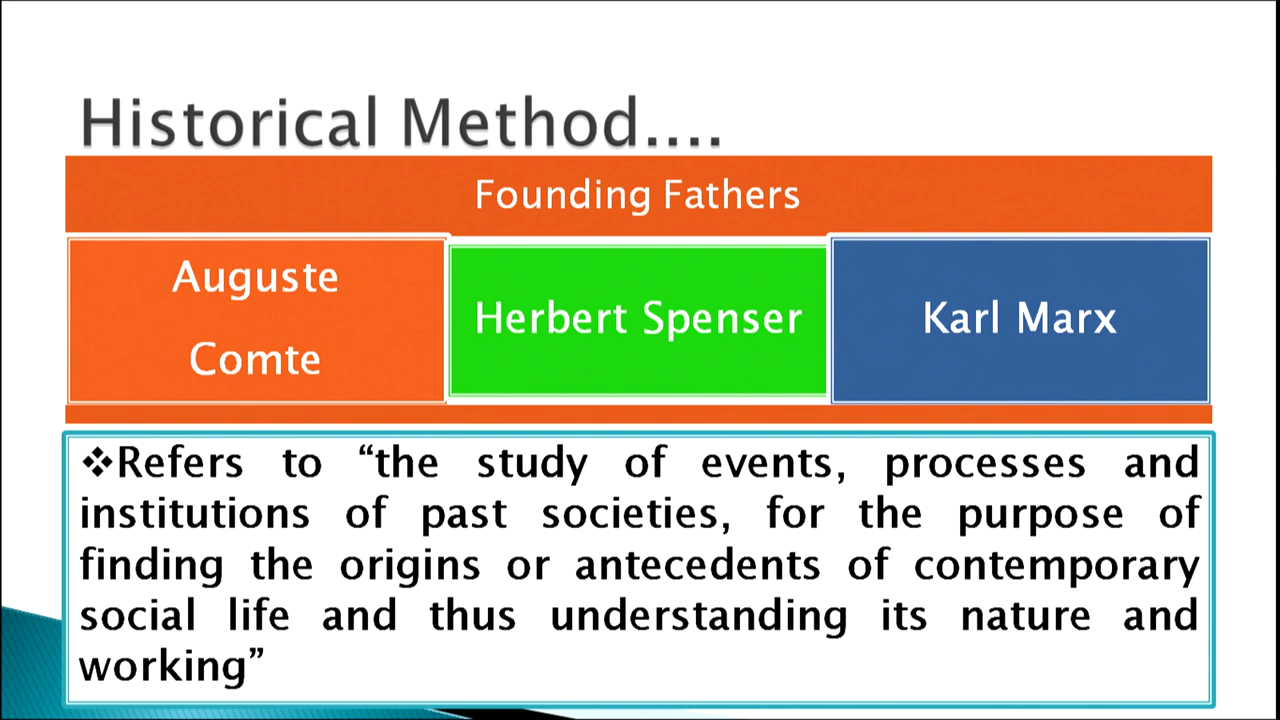 Historical Method....
Founding Fathers
Auguste
Comte
Herbert Spenser
Karl Marx
❖Refers to “the study of events, processes and
institutions of past societies, for the purpose of
finding the origins or antecedents of contemporary
social life and thus understanding its nature and
working”